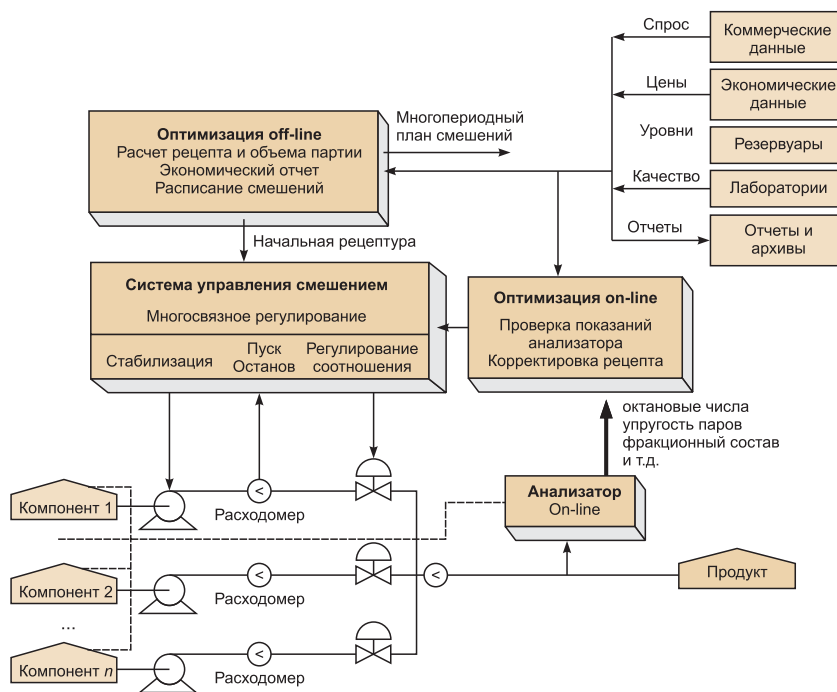 Спрос
Коммерческие
данные
Цены
Экономические
данные
Уровни
Резервуары
Качество
Лаборатории
Отчеты
Отчеты и
архивы
Оптимизация off-line
Расчет рецепта и объема партии
Экономический отчет
Расписание смешений
Многопериодный
план смешений
Начальная рецептура
Система управления смешением
Многосвязное регулирование
Стабилизация
Пуск
Останов
Регулирование
соотношения
Оптимизация on-line
Проверка показаний
анализатора
Корректировка рецепта
октановые числа
упругость паров
фракционный состав
и т.д.
Анализатор
On-line
Компонент 1
<
Расходомер
Компонент 2
<
Расходомер
<
Продукт
...
Компонент n
<
Расходомер